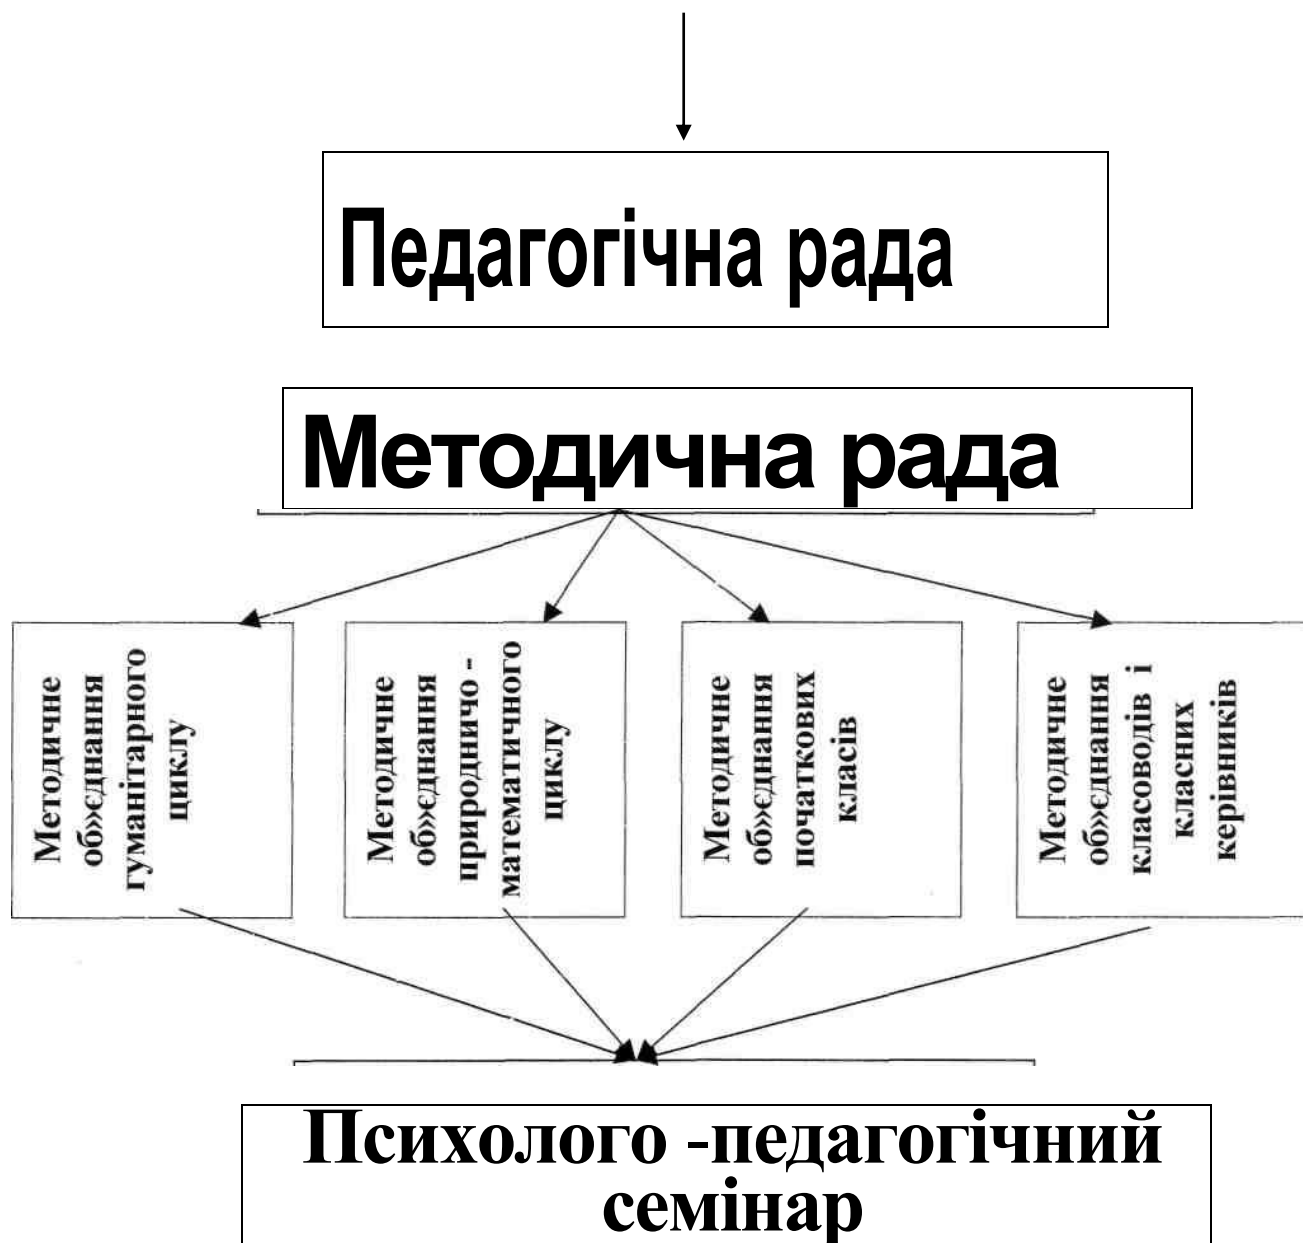 Педагогічна рада
Методична рада
Методичне
об»єднання
гуманітарного
циклу
Методичне
об»єднання
природничо -
математичного
циклу
Методичне
об»єднання
початкових
класів
Методичне
об»єднання
класоводів і
класних
керівників
Психолого -педагогічний
семінар